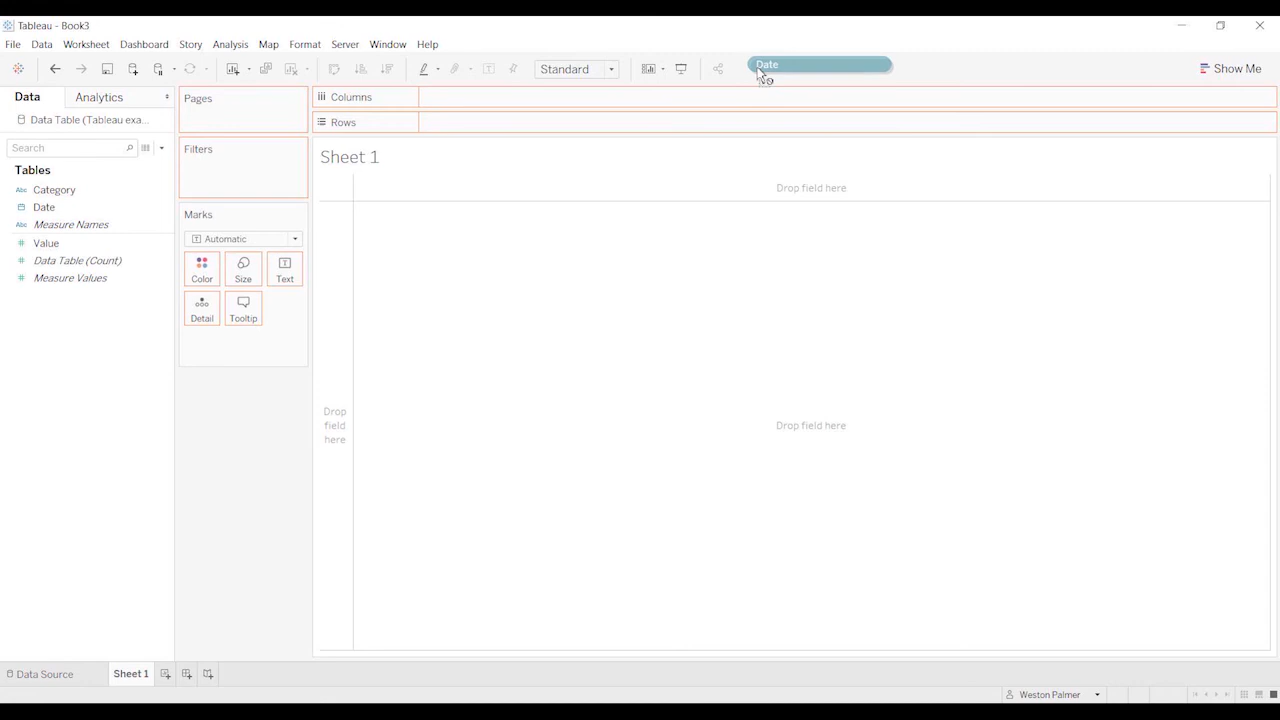 Tableau - Book3
File Data Worksheet Dashboard Story Analysis Map Format Server Window Help
Standard
Date
Show Me
Data Analytics
Pages
Columns
Data Table (Tableau exa...
Rows
Search
Filters
Sheet 1
Tables
Category
Drop field here
Date
Measure Names
Marks
Value
Automatic
Data Table (Count)
Measure Values
Color Size Text
Detail Tooltip
Drop
field
here
Drop field here
Data Source
Sheet 1
Weston Palmer
Abc
Abc